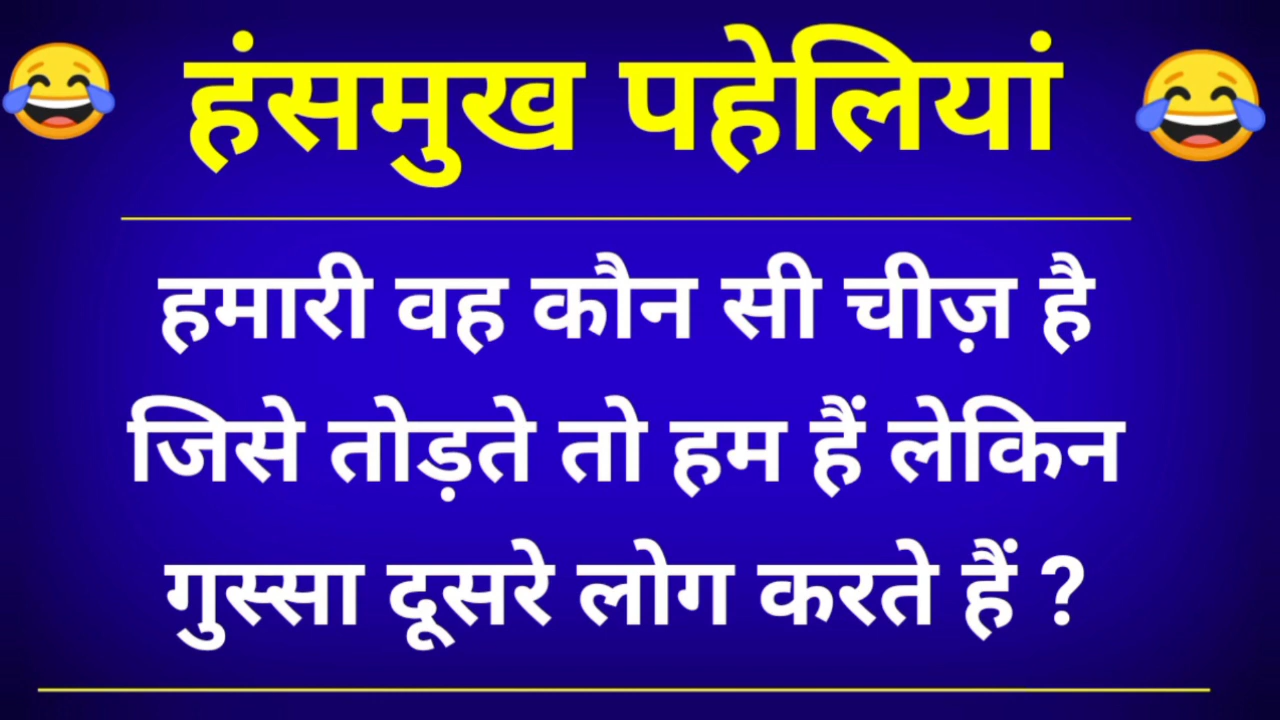 हंसमुख पहेलियां
हमारी वह कौन सी चीज़ है
जिसे तोड़ते तो हम हैं लेकिन
गुस्सा दूसरे लोग करते हैं ?